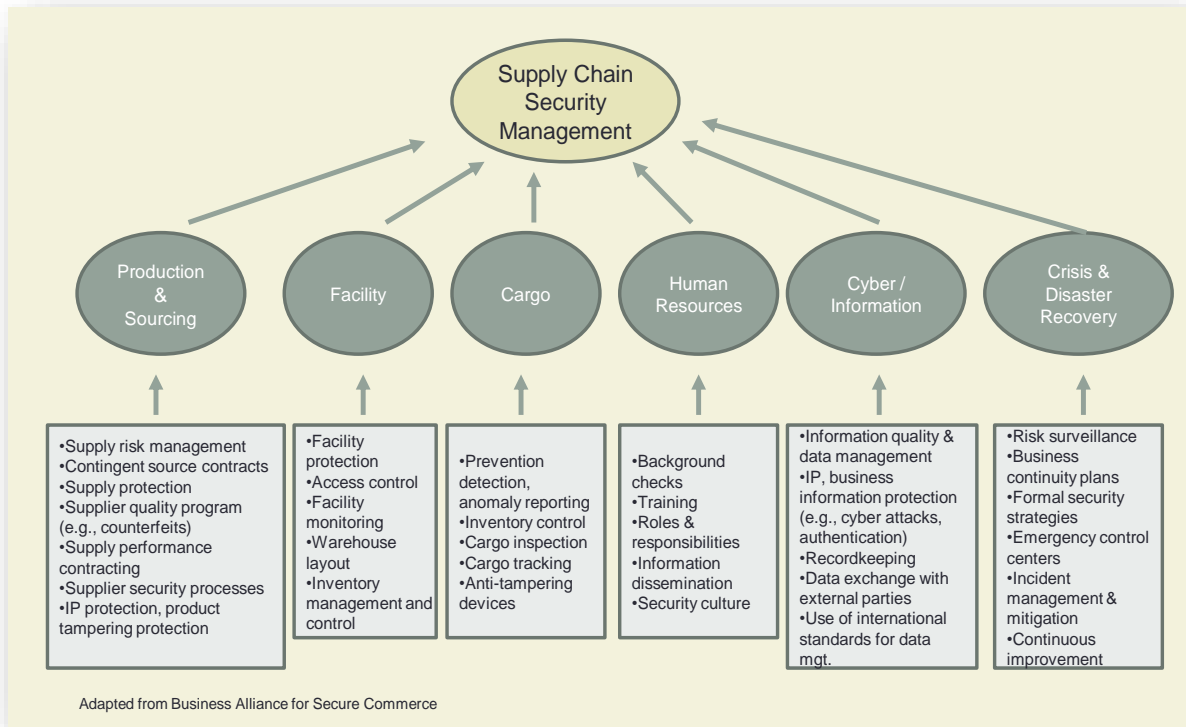 Supply Chain
Security
Management
Production
&
Sourcing
Facility
Cargo
Human
Resources
Cyber /
Information
Crisis &
Disaster
Recovery
•Supply risk management
•Contingent source contracts
•Supply protection
•Supplier quality program
(e.g., counterfeits)
•Supply performance
contracting
•Supplier security processes
•IP protection, product
tampering protection
•Facility
protection
•Access control
•Facility
monitoring
•Warehouse
layout
•Inventory
management and
control
•Prevention
detection,
anomaly reporting
•Inventory control
•Cargo inspection
•Cargo tracking
•Anti-tampering
devices
•Background
checks
•Training
•Roles &
responsibilities
•Information
dissemination
•Security culture
•Information quality &
data management
•IP, business
information protection
(e.g., cyber attacks,
authentication)
•Recordkeeping
•Data exchange with
external parties
•Use of international
standards for data
mgt.
•Risk surveillance
•Business
continuity plans
•Formal security
strategies
•Emergency control
centers
•Incident
management &
mitigation
•Continuous
improvement
Adapted from Business Alliance for Secure Commerce